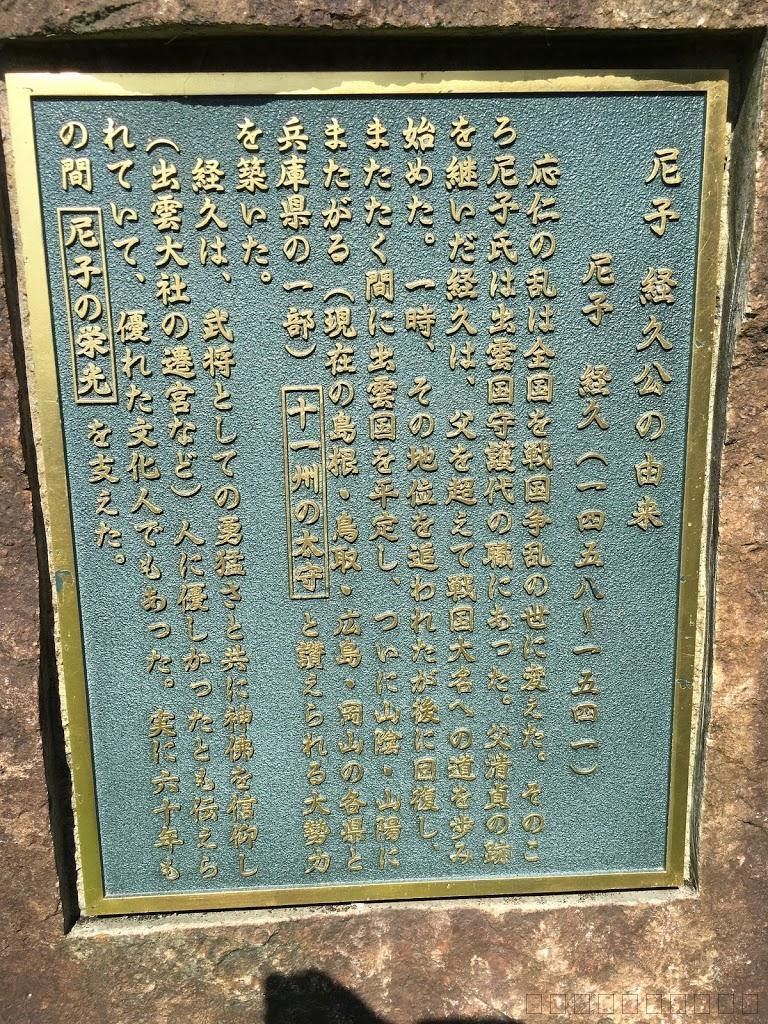 尼子 経久公の由来
尼子 経久(一四五八〜一五四一)
応仁の乱は全国を戦国争乱の世に変えた。そのこ
ろ尼子氏は出雲国守護代の職にあった。父清貞の跡
を継いだ経久は、父を超えて戦国大名への道を歩み
始めた。一時、その地位を追われたが後に回復し、
またたく間に出雲国を平定し、ついに山陰・山陽に
またがる(現在の島根・鳥取・広島・岡山の各県と
兵庫県の一部)十一州の太守と讃えられる大勢力
を築いた。
経久は、武将としての勇猛さと共に神佛を信仰し
(出雲大社の遷宮など)人に優しかったとも伝えら
れていて、優れた文化人でもあった。実に六十年も
の間尼子の栄光を支えた。